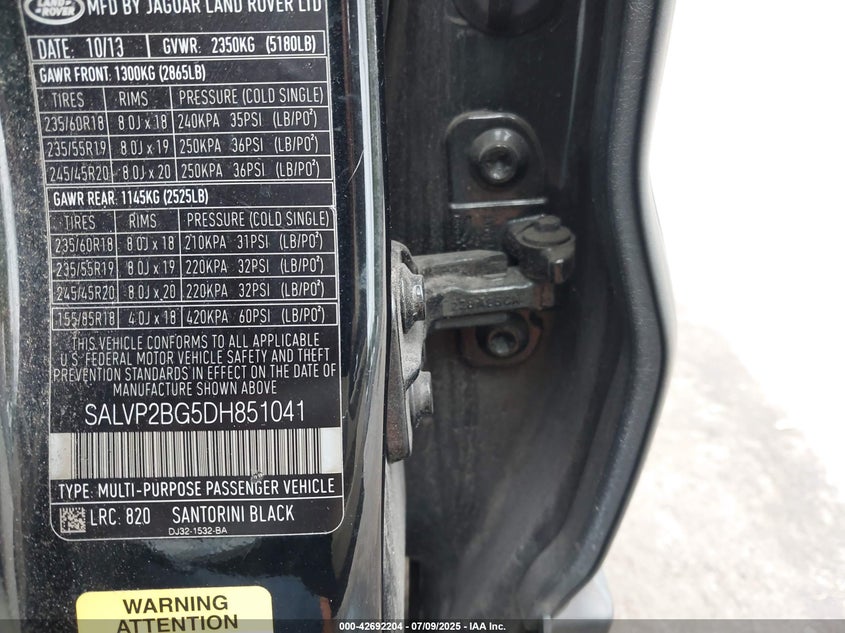 LAND ROVER
MFD BY JAGUAR LAND ROVER LTD
DATE: 10/13 GVWR: 2350KG (5180LB)
GAWR FRONT: 1300KG (2865LB)
TIRES RIMS PRESSURE (COLD SINGLE)
235/60R18 8.0J x 18 240KPA 35PSI (LB/PO²)
235/55R19 8.0J x 19 250KPA 36PSI (LB/PO²)
245/45R20 8.0J x 20 250KPA 36PSI (LB/PO²)
GAWR REAR: 1145KG (2525LB)
TIRES RIMS PRESSURE (COLD SINGLE)
235/60R18 8.0J x 18 210KPA 31PSI (LB/PO²)
235/55R19 8.0J x 19 220KPA 32PSI (LB/PO²)
245/45R20 8.0J x 20 220KPA 32PSI (LB/PO²)
155/85R18 4.0J x 18 420KPA 60PSI (LB/PO²)
THIS VEHICLE CONFORMS TO ALL APPLICABLE
U.S. FEDERAL MOTOR VEHICLE SAFETY AND THEFT
PREVENTION STANDARDS IN EFFECT ON THE DATE OF
MANUFACTURE SHOWN ABOVE
SALVP2BG5DH851041
TYPE: MULTI-PURPOSE PASSENGER VEHICLE
LRC: 820 SANTORINI BLACK
DJ32-1532-BA
WARNING
ATTENTION
000-42692204 - 07/09/2025 - IAA Inc.